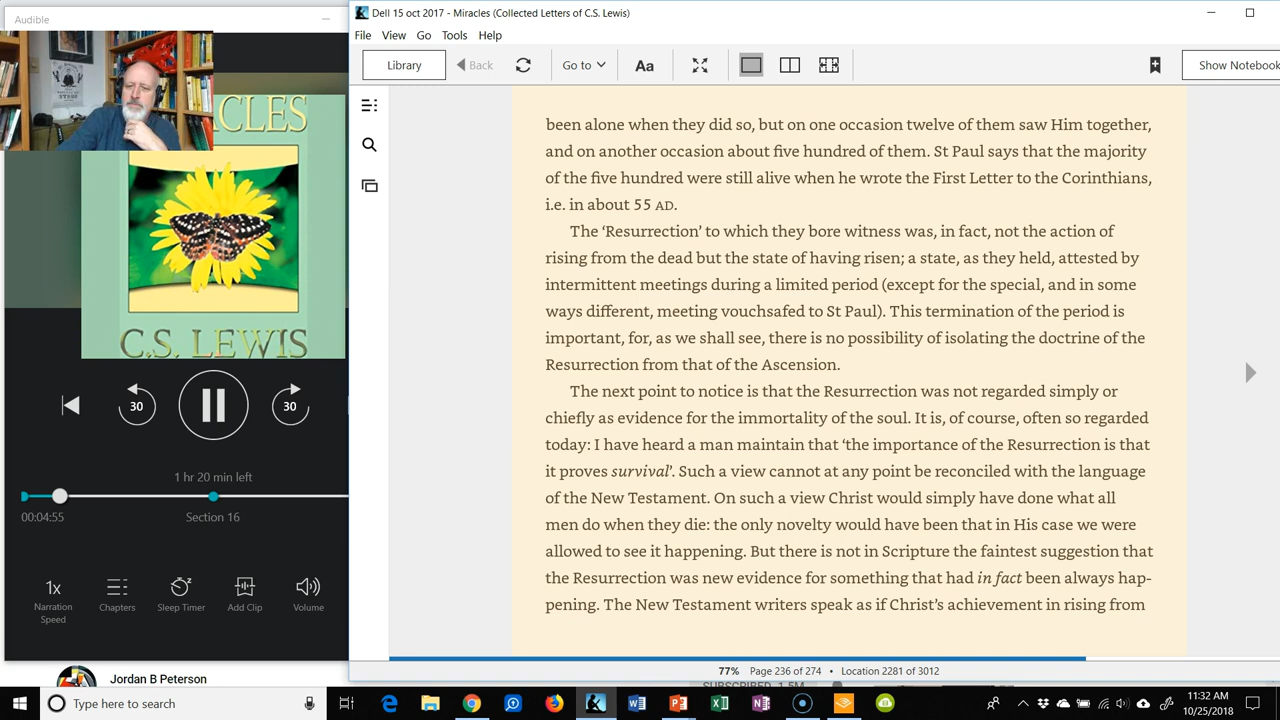 Audible
Dell 15 oct 2017 - Miracles (Collected Letters of C.S. Lewis)
File View Go Tools Help
Library
Back
Go to
Aa
Show Notebook
ACLES
C.S. LEWIS
30
30
1 hr 20 min left
00:04:55
Section 16
1x
Narration Speed
Chapters
Sleep Timer
Add Clip
Volume
been alone when they did so, but on one occasion twelve of them saw Him together,
and on another occasion about five hundred of them. St Paul says that the majority
of the five hundred were still alive when he wrote the First Letter to the Corinthians,
i.e. in about 55 AD.
The ‘Resurrection’ to which they bore witness was, in fact, not the action of
rising from the dead but the state of having risen; a state, as they held, attested by
intermittent meetings during a limited period (except for the special, and in some
ways different, meeting vouchsafed to St Paul). This termination of the period is
important, for, as we shall see, there is no possibility of isolating the doctrine of the
Resurrection from that of the Ascension.
The next point to notice is that the Resurrection was not regarded simply or
chiefly as evidence for the immortality of the soul. It is, of course, often so regarded
today: I have heard a man maintain that ‘the importance of the Resurrection is that
it proves survival’. Such a view cannot at any point be reconciled with the language
of the New Testament. On such a view Christ would simply have done what all
men do when they die: the only novelty would have been that in His case we were
allowed to see it happening. But there is not in Scripture the faintest suggestion that
the Resurrection was new evidence for something that had in fact been always hap-
pening. The New Testament writers speak as if Christ’s achievement in rising from
77% Page 236 of 274 • Location 2281 of 3012
Jordan B Peterson
SUBSCRIBED 1.5M
Type here to search
11:32 AM
10/25/2018